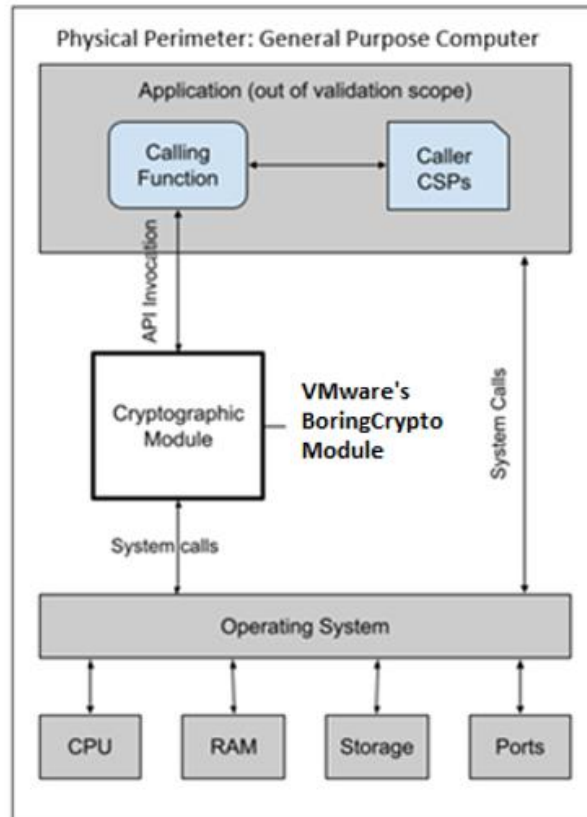 Physical Perimeter: General Purpose Computer
Application (out of validation scope)
Calling
Function
Caller
CSPs
API Invocation
System Calls
Cryptographic
Module
VMware's
BoringCrypto
Module
System calls
Operating System
CPU
RAM
Storage
Ports